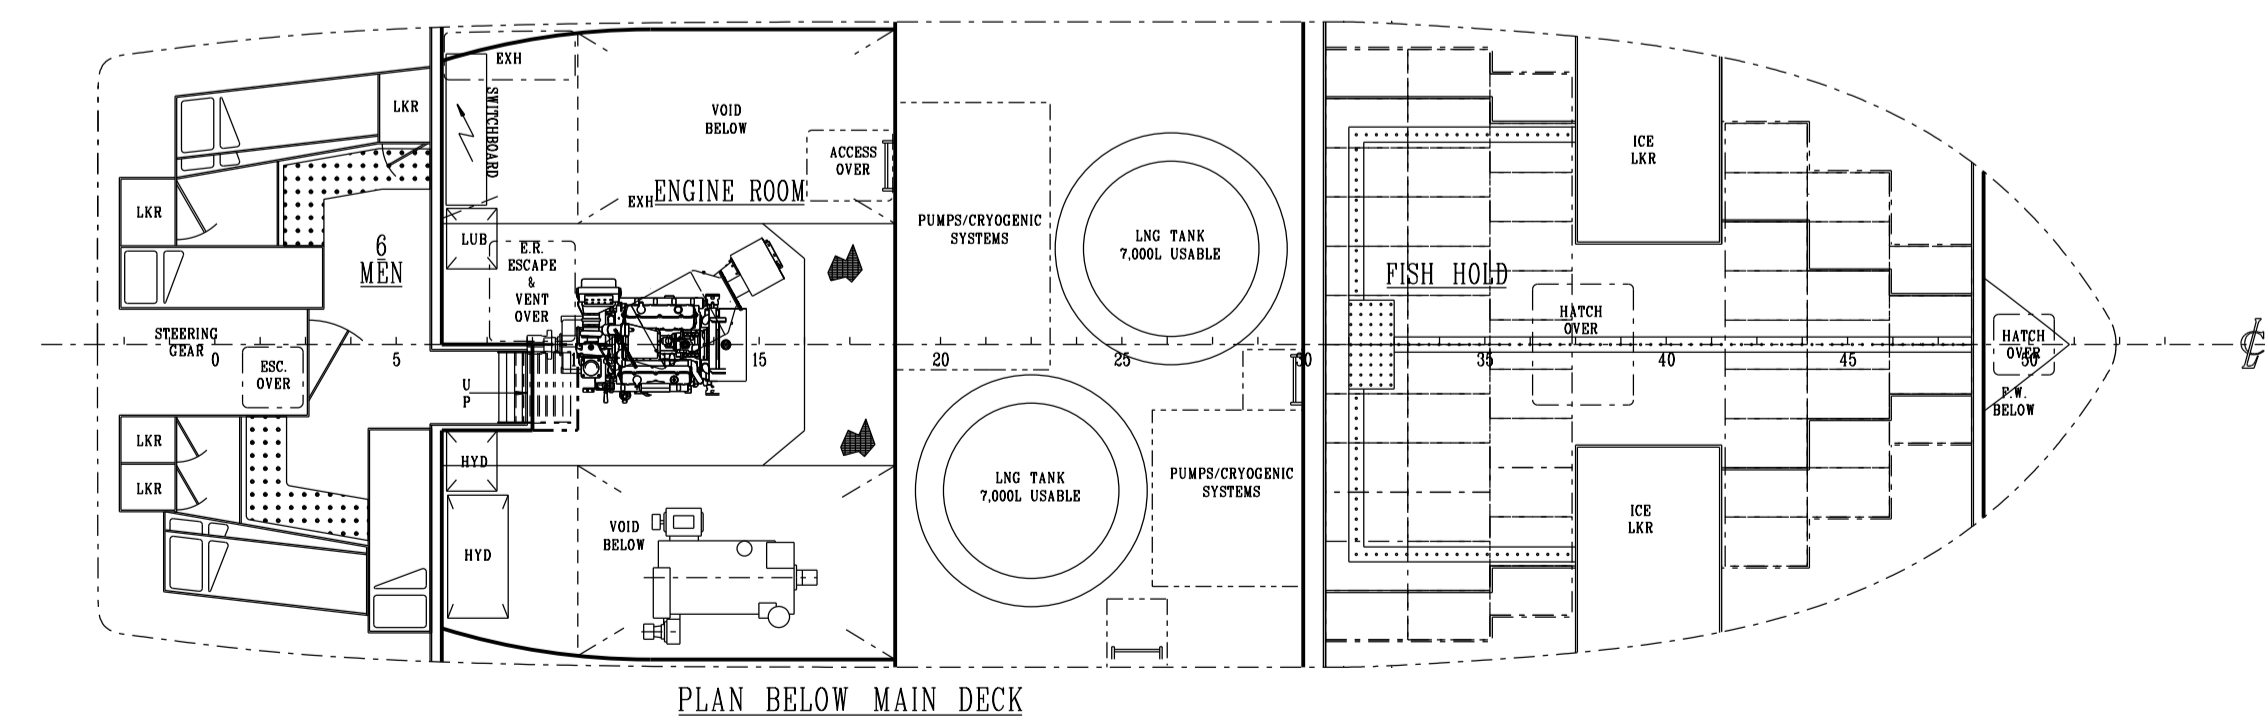 EXH
LKR
SWITCHBOARD
VOID
BELOW
ACCESS
OVER
ICE
LKR
EXH
ENGINE ROOM
LKR
PUMPS/CRYOGENIC
SYSTEMS
LNG TANK
7,000L USABLE
LUB
6
MEN
E.R.
ESCAPE
&
VENT
OVER
FISH HOLD
HATCH
OVER
STEERING
GEAR
HATCH
OVER
℄
0
5
15
20
25
30
35
40
45
50
ESC.
OVER
U
P
F.W.
BELOW
LKR
HYD
LKR
LNG TANK
7,000L USABLE
PUMPS/CRYOGENIC
SYSTEMS
ICE
LKR
VOID
BELOW
HYD
PLAN BELOW MAIN DECK